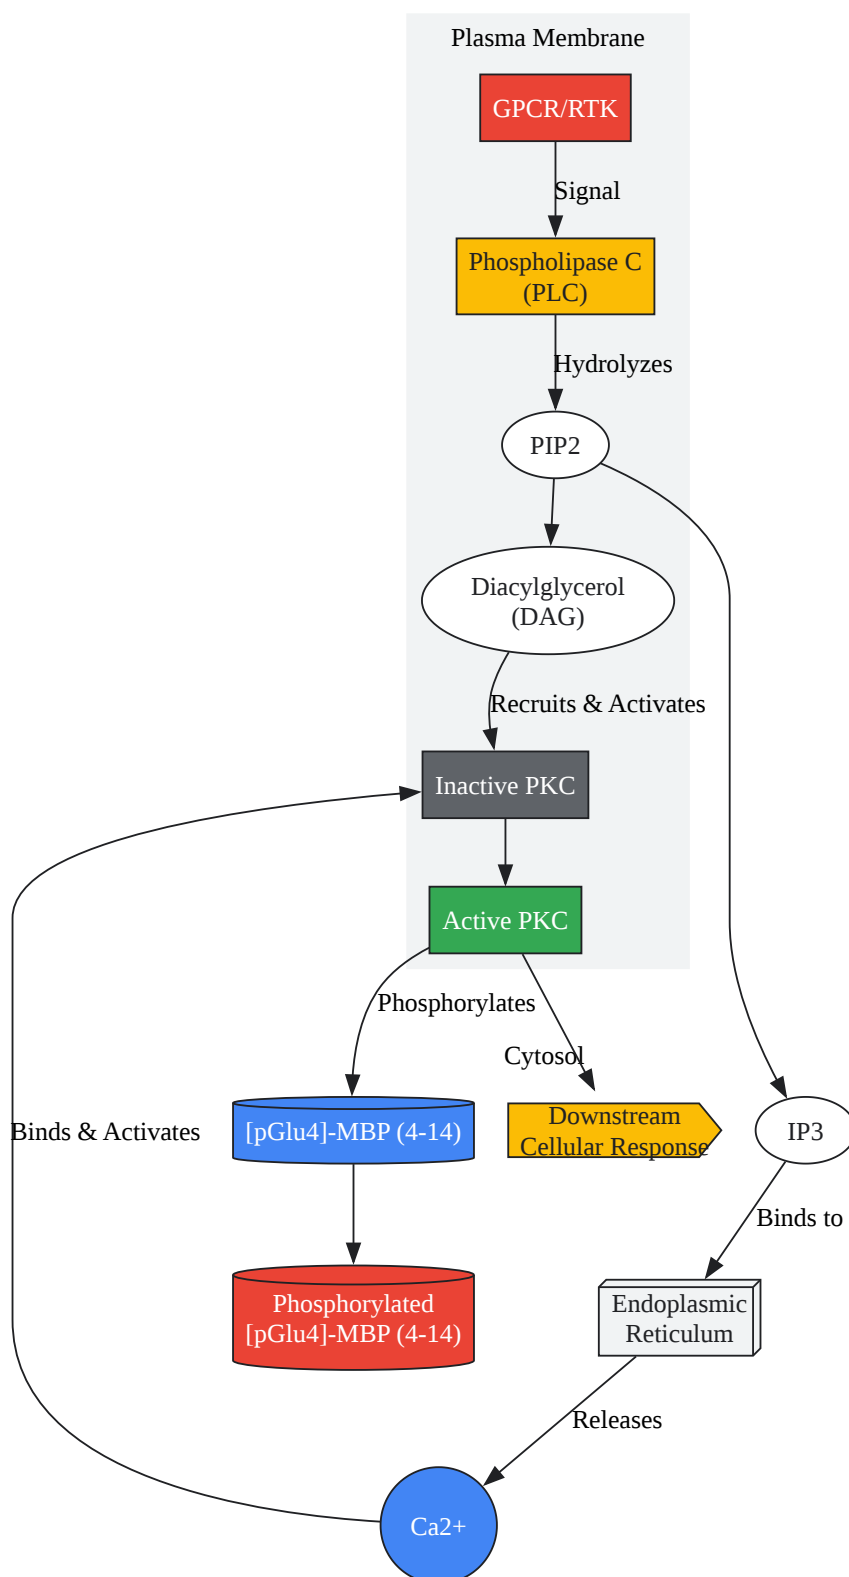 Plasma Membrane
GPCR/RTK
Signal
Phospholipase C
(PLC)
Hydrolyzes
PIP2
Diacylglycerol
(DAG)
Recruits & Activates
Inactive PKC
Active PKC
Phosphorylates
Cytosol
Downstream
Cellular Response
[pGlu4]-MBP (4-14)
IP3
Binds & Activates
Binds to
Phosphorylated
[pGlu4]-MBP (4-14)
Endoplasmic
Reticulum
Releases
Ca2+